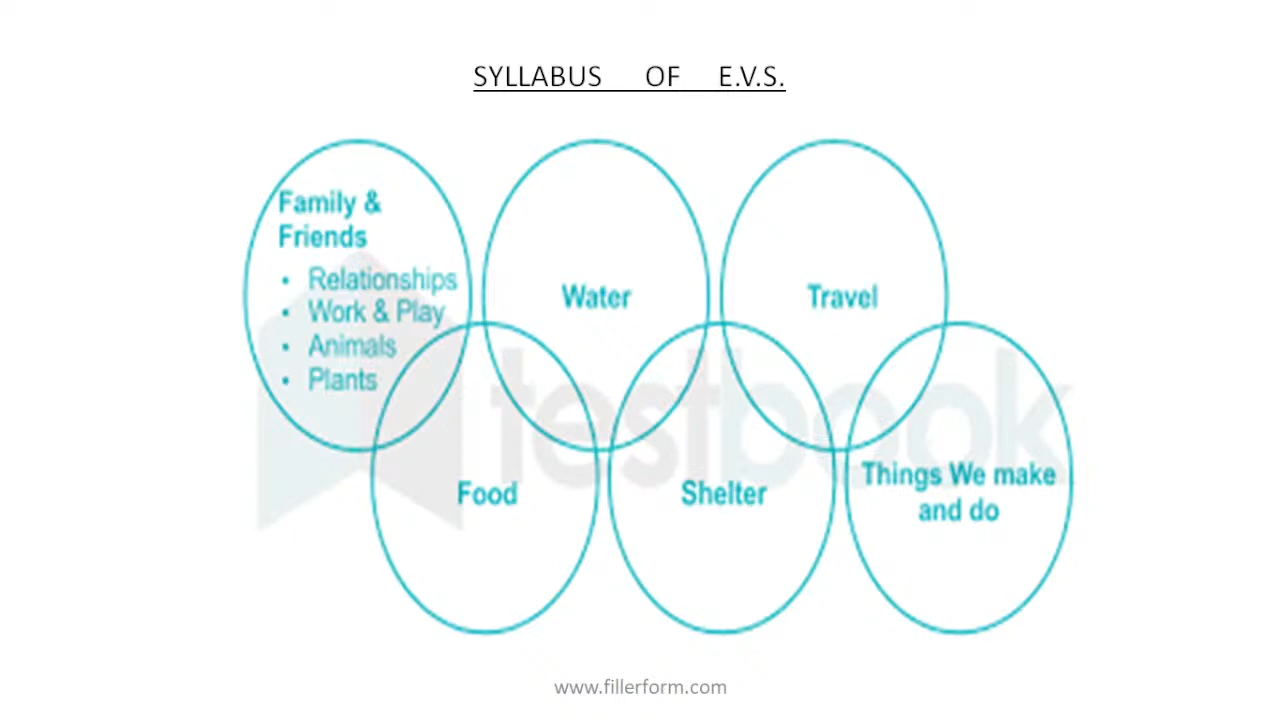 SYLLABUS OF E.V.S.
Family &
Friends
• Relationships
• Work & Play
• Animals
• Plants
Water
Travel
Food
Shelter
Things We make
and do
testbook
www.fillerform.com